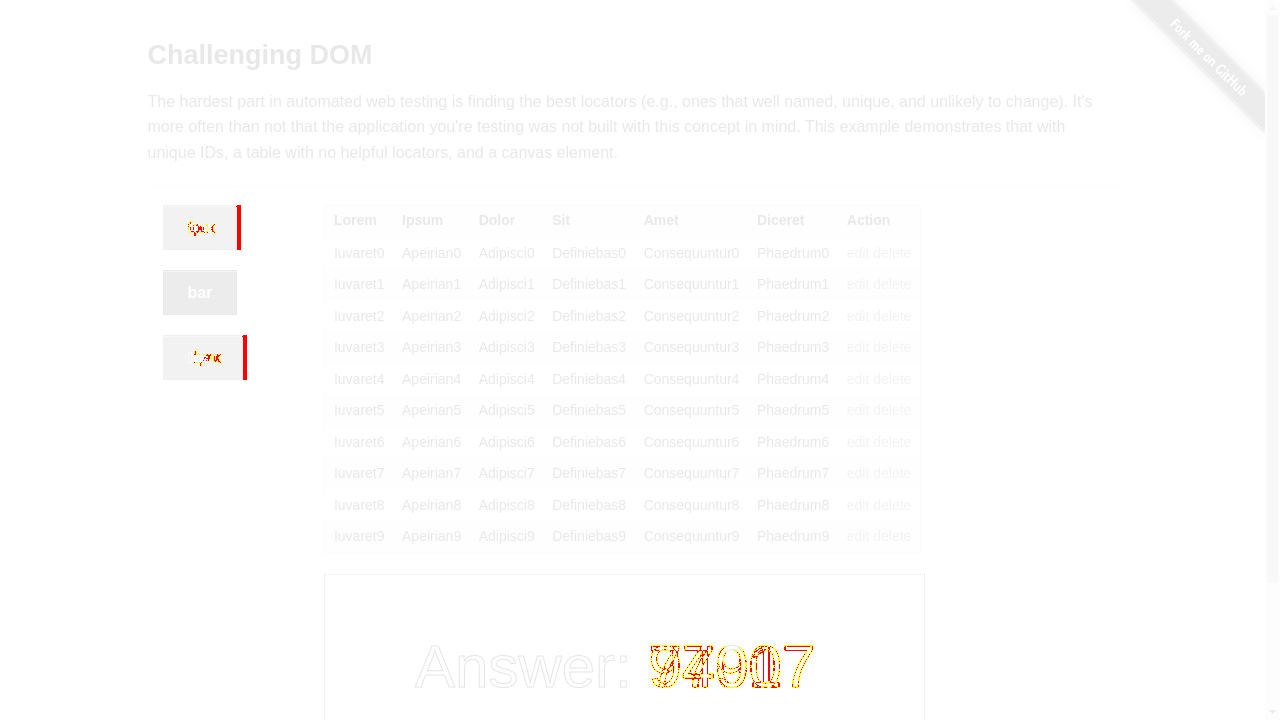 Fork me on GitHub
Challenging DOM
The hardest part in automated web testing is finding the best locators (e.g., ones that well named, unique, and unlikely to change). It's
more often than not that the application you're testing was not built with this concept in mind. This example demonstrates that with
unique IDs, a table with no helpful locators, and a canvas element.
bar
Lorem Ipsum Dolor Sit Amet Diceret Action
Iuvaret0 Apeirian0 Adipisci0 Definiebas0 Consequuntur0 Phaedrum0 edit delete
Iuvaret1 Apeirian1 Adipisci1 Definiebas1 Consequuntur1 Phaedrum1 edit delete
Iuvaret2 Apeirian2 Adipisci2 Definiebas2 Consequuntur2 Phaedrum2 edit delete
Iuvaret3 Apeirian3 Adipisci3 Definiebas3 Consequuntur3 Phaedrum3 edit delete
Iuvaret4 Apeirian4 Adipisci4 Definiebas4 Consequuntur4 Phaedrum4 edit delete
Iuvaret5 Apeirian5 Adipisci5 Definiebas5 Consequuntur5 Phaedrum5 edit delete
Iuvaret6 Apeirian6 Adipisci6 Definiebas6 Consequuntur6 Phaedrum6 edit delete
Iuvaret7 Apeirian7 Adipisci7 Definiebas7 Consequuntur7 Phaedrum7 edit delete
Iuvaret8 Apeirian8 Adipisci8 Definiebas8 Consequuntur8 Phaedrum8 edit delete
Iuvaret9 Apeirian9 Adipisci9 Definiebas9 Consequuntur9 Phaedrum9 edit delete
Answer: